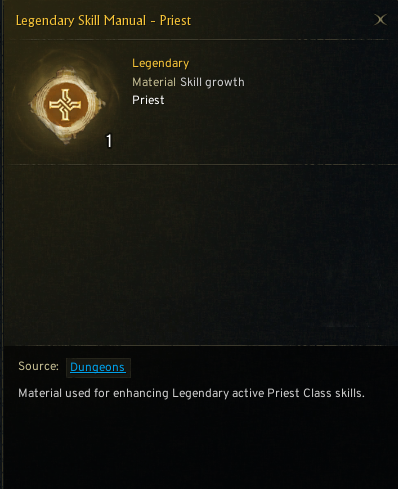 Legendary Skill Manual - Priest
Legendary
Material Skill growth
Priest
1
Source: Dungeons
Material used for enhancing Legendary active Priest Class skills.